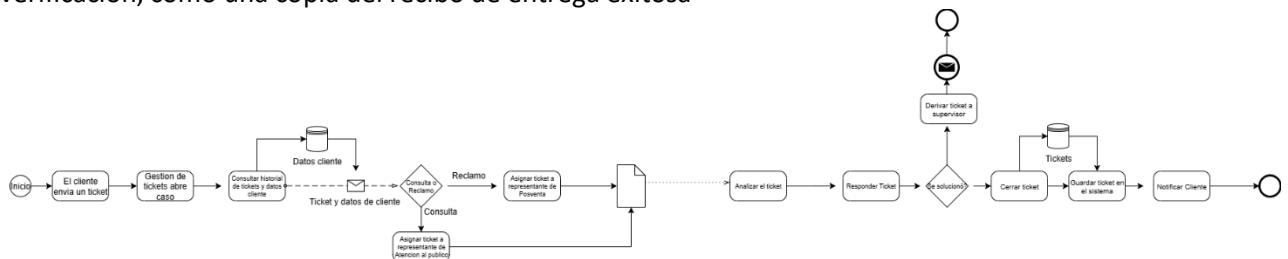 verificación, como una copia del recibo de entrega exitosa
Inicio
El cliente
envia un ticket
Gestion de
tickets abre
caso
Consultar historial
de tickets y datos
cliente
Datos cliente
Ticket y datos de cliente
Consulta o
Reclamo
Reclamo
Consulta
Asignar ticket a
representante de
Posventa
Asignar ticket a
representante de
Atencion al publico
Analizar el ticket
Responder Ticket
Se solucionó?
Derivar ticket a
supervisor
Cerrar ticket
Tickets
Guardar ticket en
el sistema
Notificar Cliente